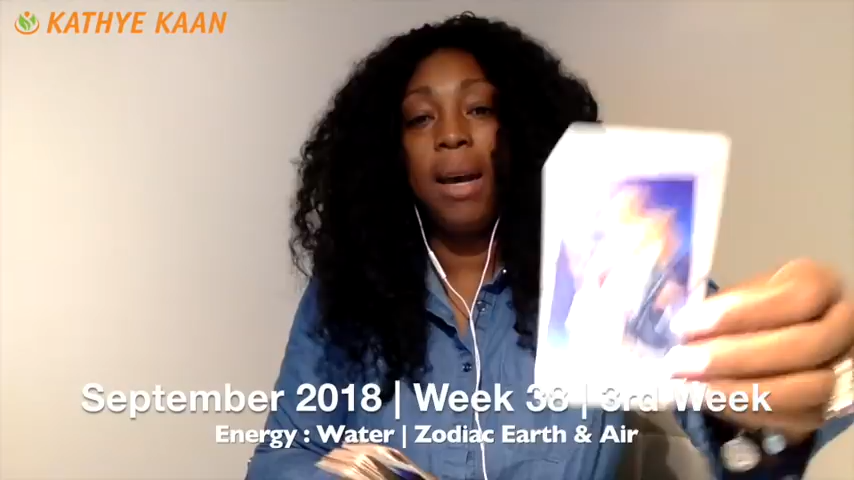 KATHYE KAAN
September 2018 | Week 38 | 3rd Week
Energy : Water | Zodiac Earth & Air